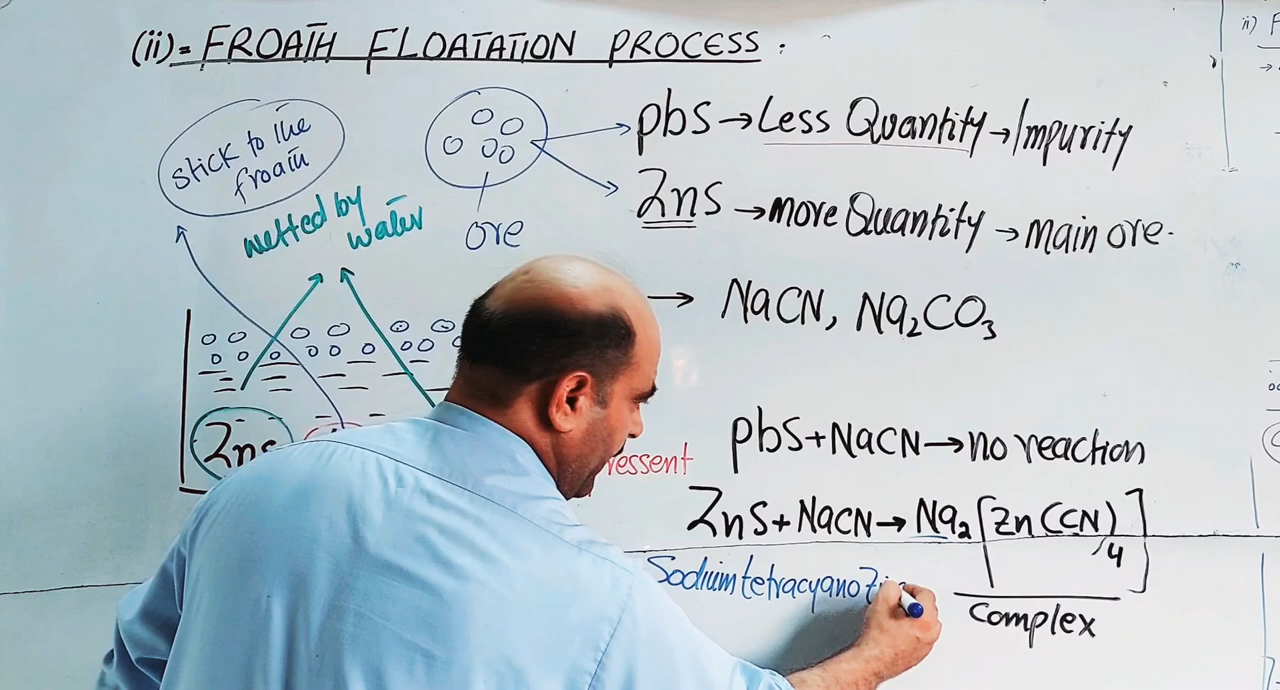 (ii)= FROATH FLOATATION PROCESS :
stick to the
froath
wetted by
water
ore
pbS → Less Quantity → Impurity
ZnS → more Quantity → main ore.
→ NaCN, Na₂CO₃
ZnS
ressent
pbS + NaCN → no reaction
ZnS + NaCN → Na₂[Zn(CN)₄]
Complex
Sodium tetracyano
ii) F